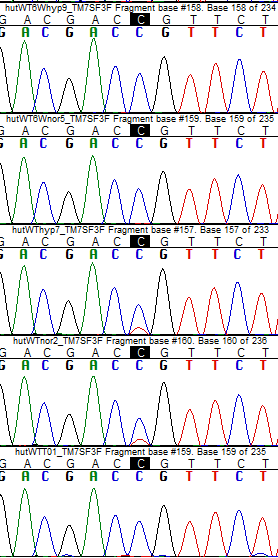 hutWT6Whyp9_TM7SF3F Fragment base #158. Base 158 of 234
G A C G A C C G T T C T
G A C G A C C G T T C T
hutWT6Wnor5_TM7SF3F Fragment base #159. Base 159 of 235
G A C G A C C G T T C T
G A C G A C C G T T C T
hutWThyp7_TM7SF3F Fragment base #157. Base 157 of 233
G A C G A C C G T T C T
G A C G A C C G T T C T
hutWTnor2_TM7SF3F Fragment base #160. Base 160 of 236
G A C G A C C G T T C T
G A C G A C C G T T C T
hutWTT01_TM7SF3F Fragment base #159. Base 159 of 235
G A C G A C C G T T C T
G A C G A C C G T T C T